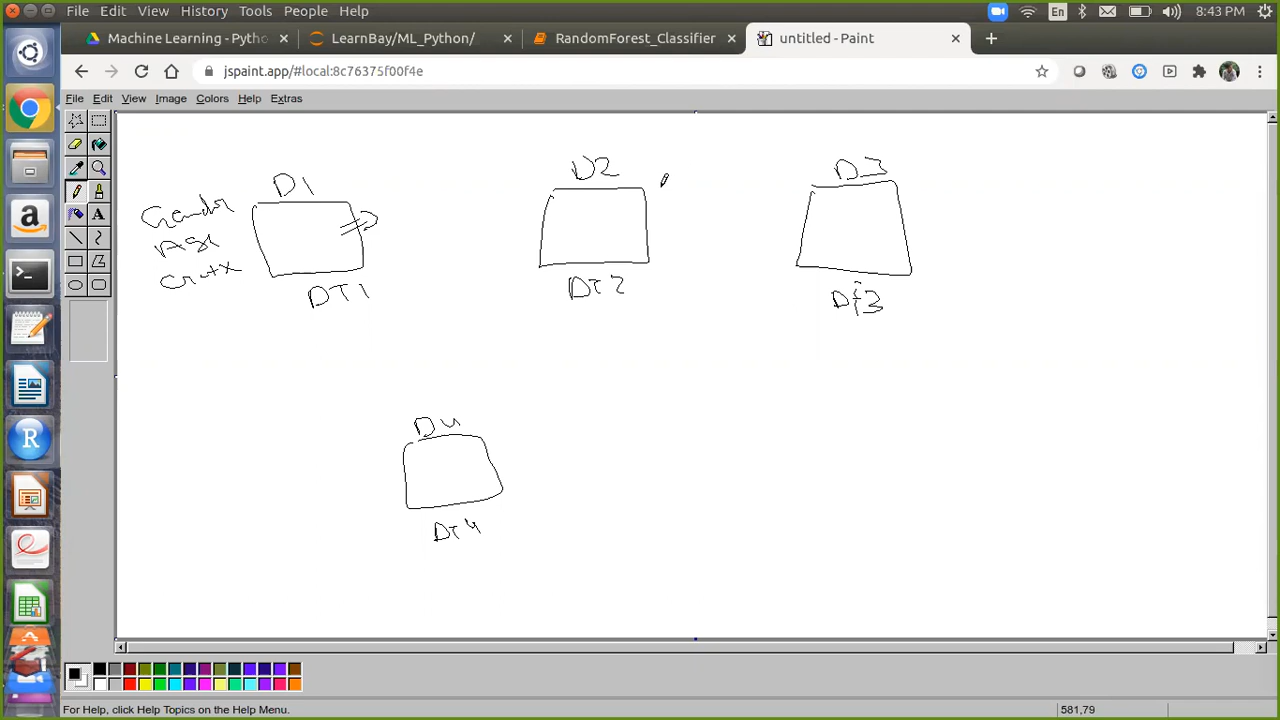 File Edit View History Tools People Help
En
8:43 PM
Machine Learning - Pytho
LearnBay/ML_Python/
RandomForest_Classifier
untitled - Paint
jspaint.app/#local:8c76375f00f4e
File Edit View Image Colors Help Extras
D1
D2
D3
Gender
DT1
DT2
Dt3
D4
DT4
For Help, click Help Topics on the Help Menu.
581,79